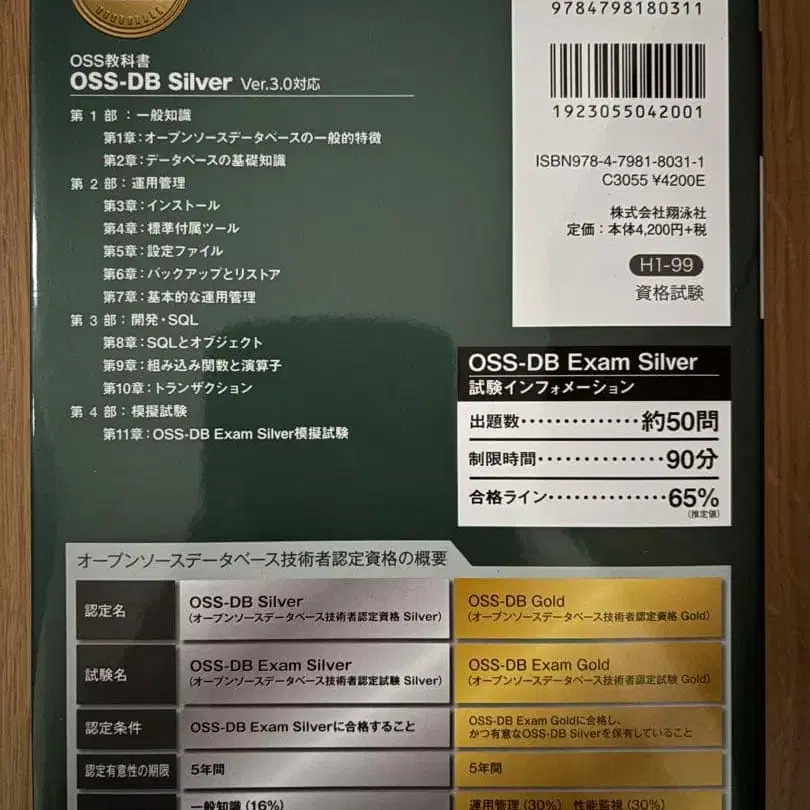 OSS教科書
OSS-DB Silver Ver.3.0対応
第1部：一般知識
第1章：オープンソースデータベースの一般的特徴
第2章：データベースの基礎知識
第2部：運用管理
第3章：インストール
第4章：標準付属ツール
第5章：設定ファイル
第6章：バックアップとリストア
第7章：基本的な運用管理
第3部：開発・SQL
第8章：SQLとオブジェクト
第9章：組み込み関数と演算子
第10章：トランザクション
第4部：模擬試験
第11章：OSS-DB Exam Silver模擬試験
9784798180311
1923055042001
ISBN978-4-7981-8031-1
C3055 ¥4200E
株式会社翔泳社
定価：本体4,200円+税
H1-99
資格試験
OSS-DB Exam Silver
試験インフォメーション
出題数・・・・・・・・・・・・・・約50問
制限時間・・・・・・・・・・・・・・90分
合格ライン・・・・・・・・・・・・・65%
（推定値）
オープンソースデータベース技術者認定資格の概要
認定名
OSS-DB Silver
（オープンソースデータベース技術者認定資格 Silver）
OSS-DB Gold
（オープンソースデータベース技術者認定資格 Gold）
試験名
OSS-DB Exam Silver
（オープンソースデータベース技術者認定試験 Silver）
OSS-DB Exam Gold
（オープンソースデータベース技術者認定試験 Gold）
認定条件
OSS-DB Exam Silverに合格すること
OSS-DB Exam Goldに合格し、
かつ有意なOSS-DB Silverを保有していること
認定有意性の期限
5年間
5年間
一般知識（16%）
運用管理（30%） 性能監視（30%）